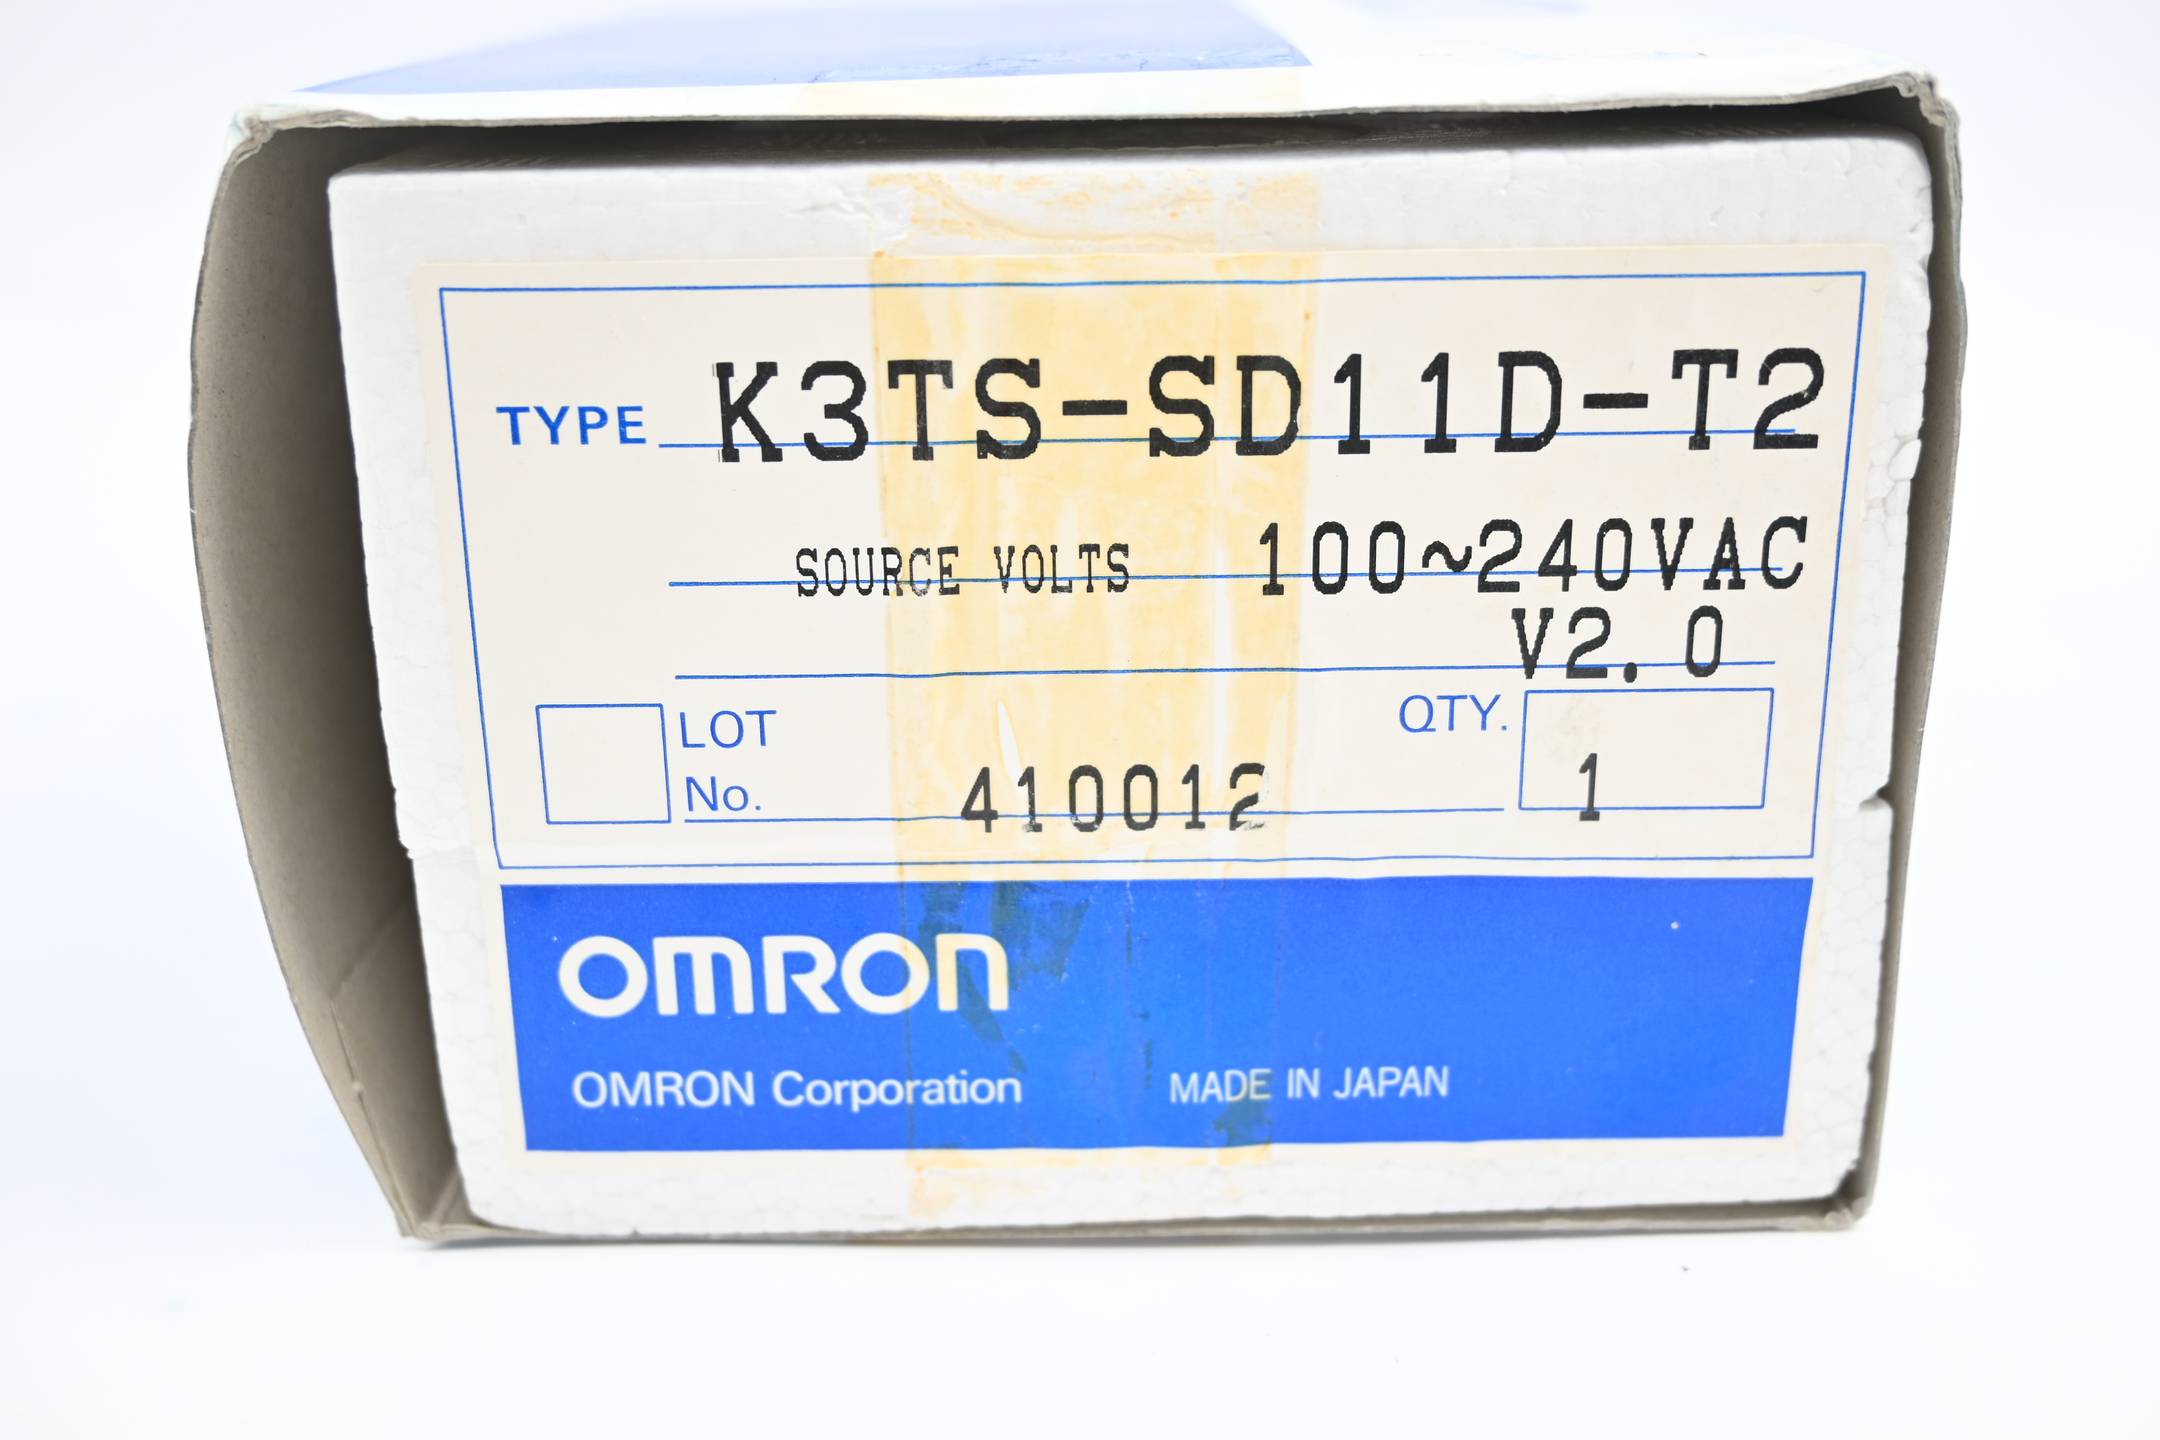 TYPE K3TS-SD11D-T2
SOURCE VOLTS 100~240VAC
V2.0
LOT No. 410012 QTY. 1
OMRON
OMRON Corporation MADE IN JAPAN